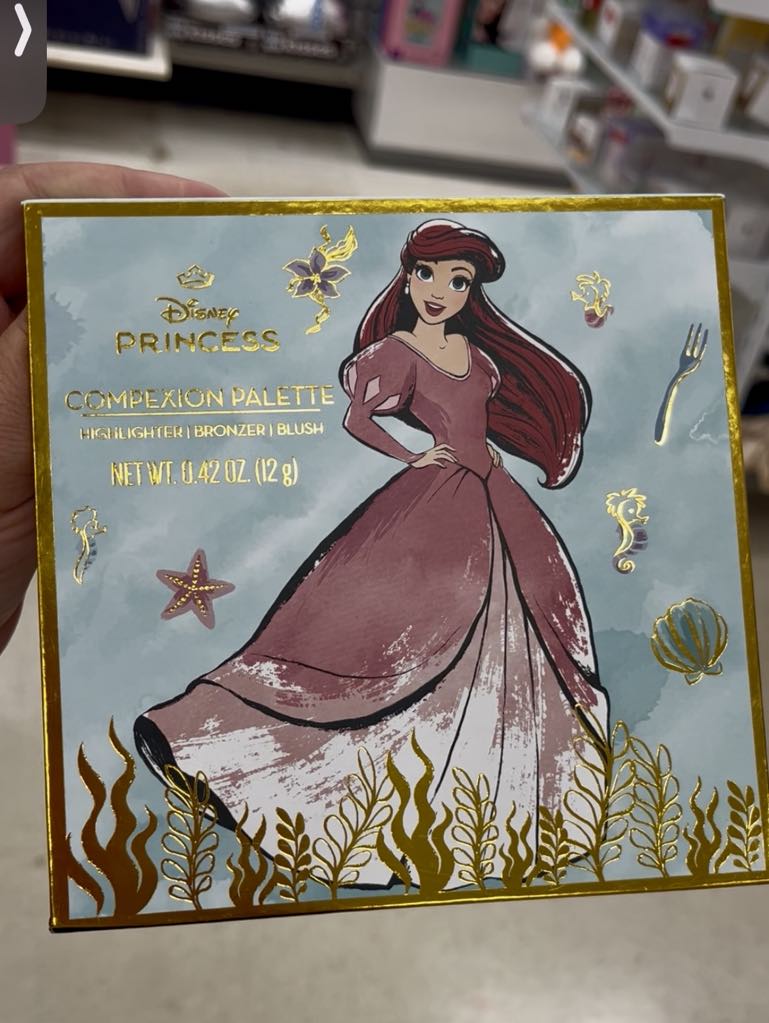 Disney
PRINCESS
COMPEXION PALETTE
HIGHLIGHTER | BRONZER | BLUSH
NET WT. 0.42 OZ. (12 g)